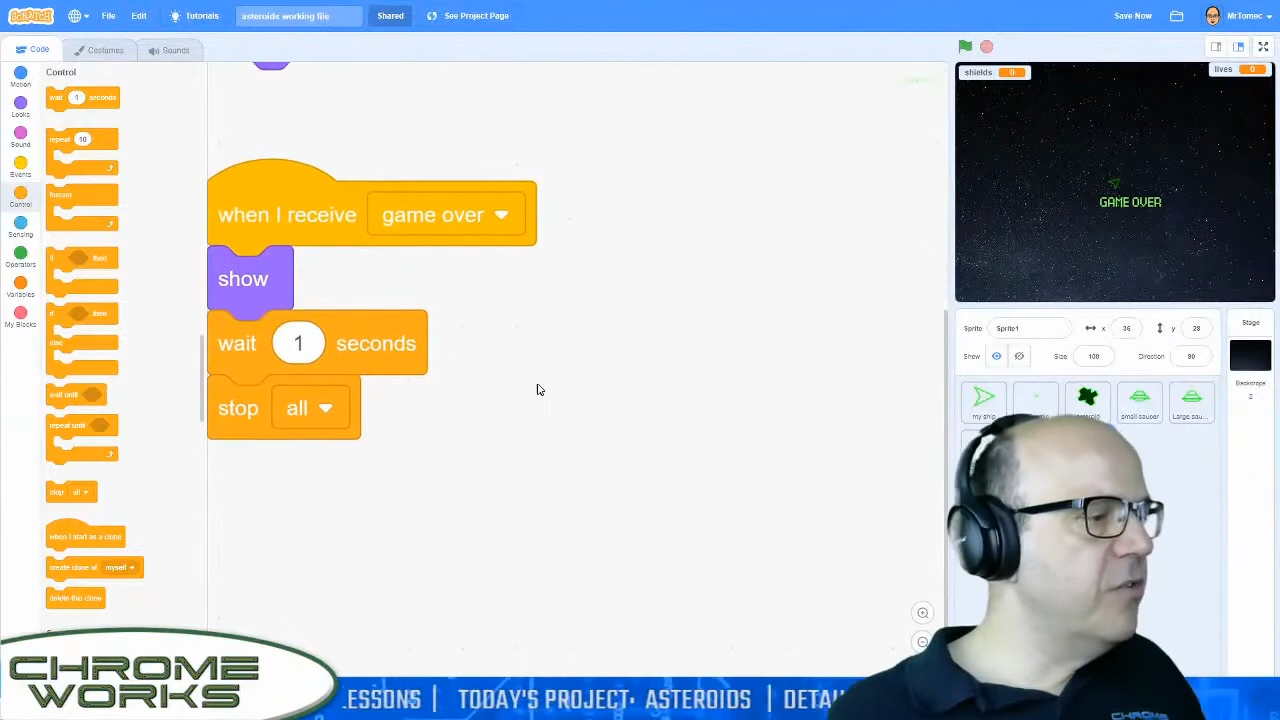 SCRATCH
File
Edit
Tutorials
asteroids working file
Shared
See Project Page
Save Now
MrTomec
Code
Costumes
Sounds
Motion
Looks
Sound
Events
Control
Sensing
Operators
Variables
My Blocks
Control
wait 1 seconds
repeat 10
forever
if then
if then
else
wait until
repeat until
stop all
when I start as a clone
create clone of myself
delete this clone
when I receive game over
show
wait 1 seconds
stop all
shields 0
lives 0
GAME OVER
Sprite
Sprite1
x 36
y 28
Show
Size 100
Direction 90
my ship
small saucer
Large sau...
Stage
Backdrops
2
CHROME
WORKS
LESSONS | TODAY'S PROJECT: ASTEROIDS | DETAI
CHROME